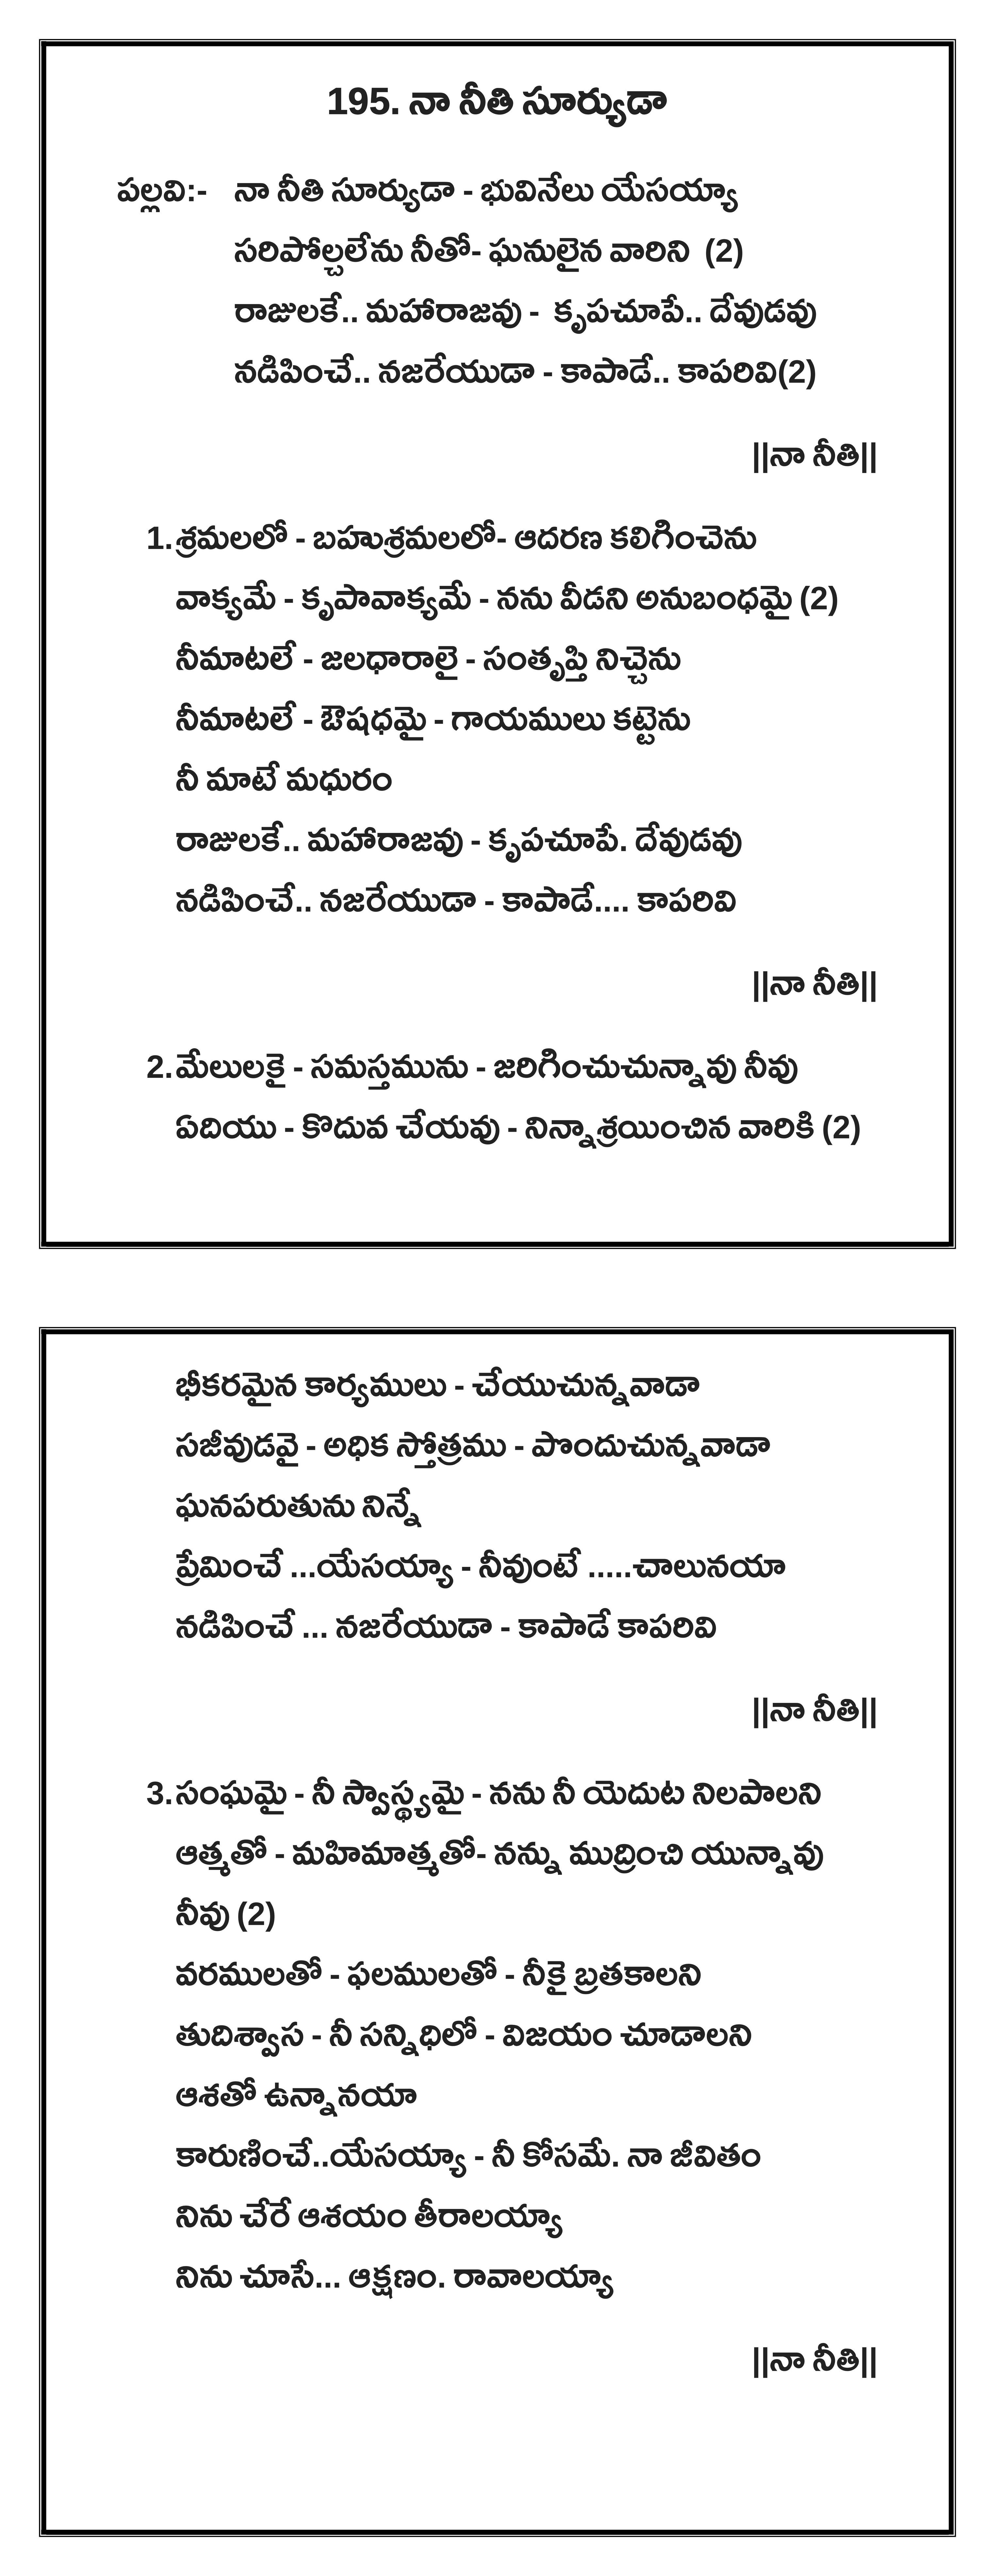 195. నా నీతి సూర్యుడా
పల్లవి:- నా నీతి సూర్యుడా - భువినేలు యేసయ్యా
సరిపోల్చలేను నీతో- ఘనులైన వారిని (2)
రాజులకే.. మహారాజవు - కృపచూపే.. దేవుడవు
నడిపించే.. నజరేయుడా - కాపాడే.. కాపరివి(2)
||నా నీతి||
1. శ్రమలలో - బహుశ్రమలలో- ఆదరణ కలిగించెను
వాక్యమే - కృపావాక్యమే - నను వీడని అనుబంధమై (2)
నీమాటలే - జలధారాలై - సంతృప్తి నిచ్చెను
నీమాటలే - ఔషధమై - గాయములు కట్టెను
నీ మాటే మధురం
రాజులకే.. మహారాజవు - కృపచూపే. దేవుడవు
నడిపించే.. నజరేయుడా - కాపాడే.... కాపరివి
||నా నీతి||
2. మేలులకై - సమస్తమును - జరిగించుచున్నావు నీవు
ఏదియు - కొదువ చేయవు - నిన్నాశ్రయించిన వారికి (2)
భీకరమైన కార్యములు - చేయుచున్నవాడా
సజీవుడవై - అధిక స్తోత్రము - పొందుచున్నవాడా
ఘనపరుతును నిన్నే
ప్రేమించే ...యేసయ్యా - నీవుంటే .....చాలునయా
నడిపించే ... నజరేయుడా - కాపాడే కాపరివి
||నా నీతి||
3. సంఘమై - నీ స్వాస్థ్యమై - నను నీ యెదుట నిలపాలని
ఆత్మతో - మహిమాత్మతో- నన్ను ముద్రించి యున్నావు
నీవు (2)
వరములతో - ఫలములతో - నీకై బ్రతకాలని
తుదిశ్వాస - నీ సన్నిధిలో - విజయం చూడాలని
ఆశతో ఉన్నానయా
కారుణించే..యేసయ్యా - నీ కోసమే. నా జీవితం
నిను చేరే ఆశయం తీరాలయ్యా
నిను చూసే... ఆక్షణం. రావాలయ్యా
||నా నీతి||